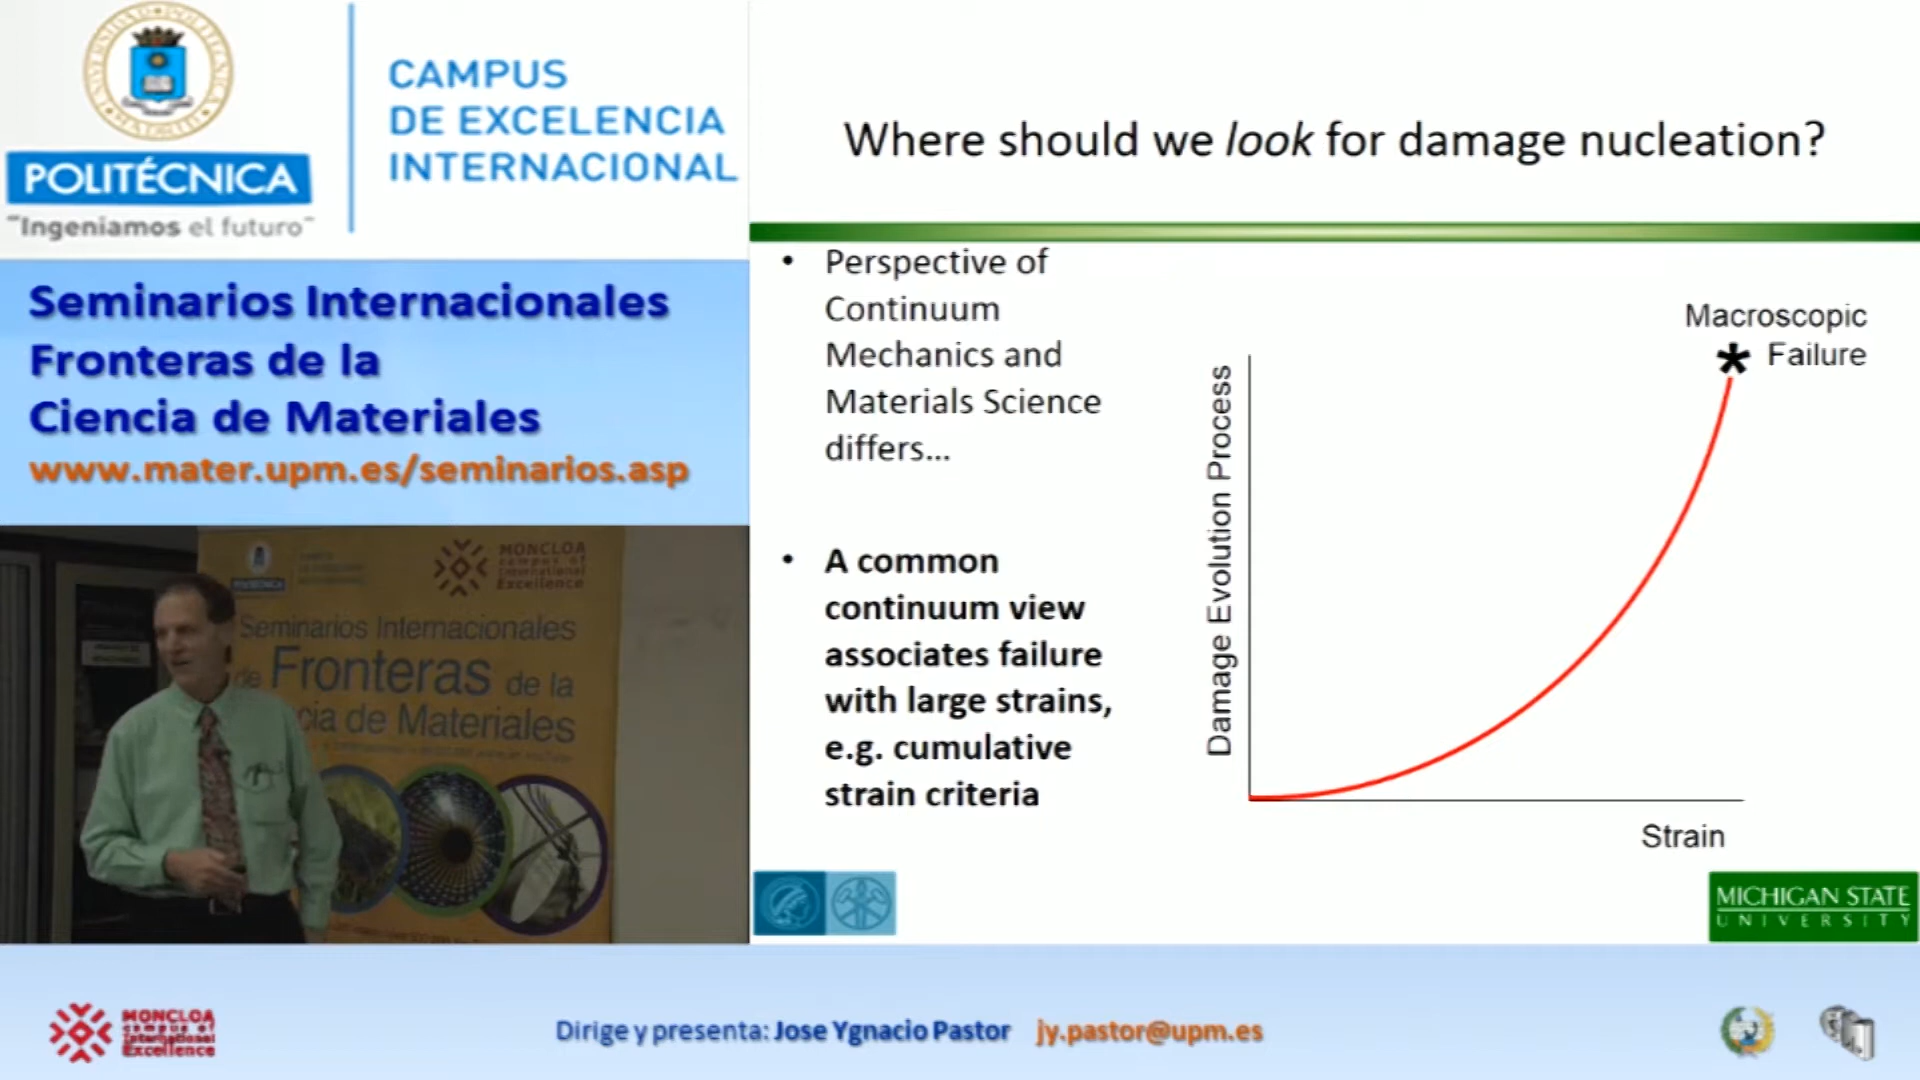 POLITÉCNICA
"Ingeniamos el futuro"
CAMPUS
DE EXCELENCIA
INTERNACIONAL
Seminarios Internacionales
Fronteras de la
Ciencia de Materiales
www.mater.upm.es/seminarios.asp
MONCLOA
campus of
International
Excellence
Seminarios Internacionales
de Fronteras de la
cia de Materiales
Where should we look for damage nucleation?
• Perspective of
Continuum
Mechanics and
Materials Science
differs...
• A common
continuum view
associates failure
with large strains,
e.g. cumulative
strain criteria
Damage Evolution Process
Macroscopic
* Failure
Strain
MICHIGAN STATE
UNIVERSITY
MONCLOA
campus of
International
Excellence
Dirige y presenta: Jose Ygnacio Pastor jy.pastor@upm.es